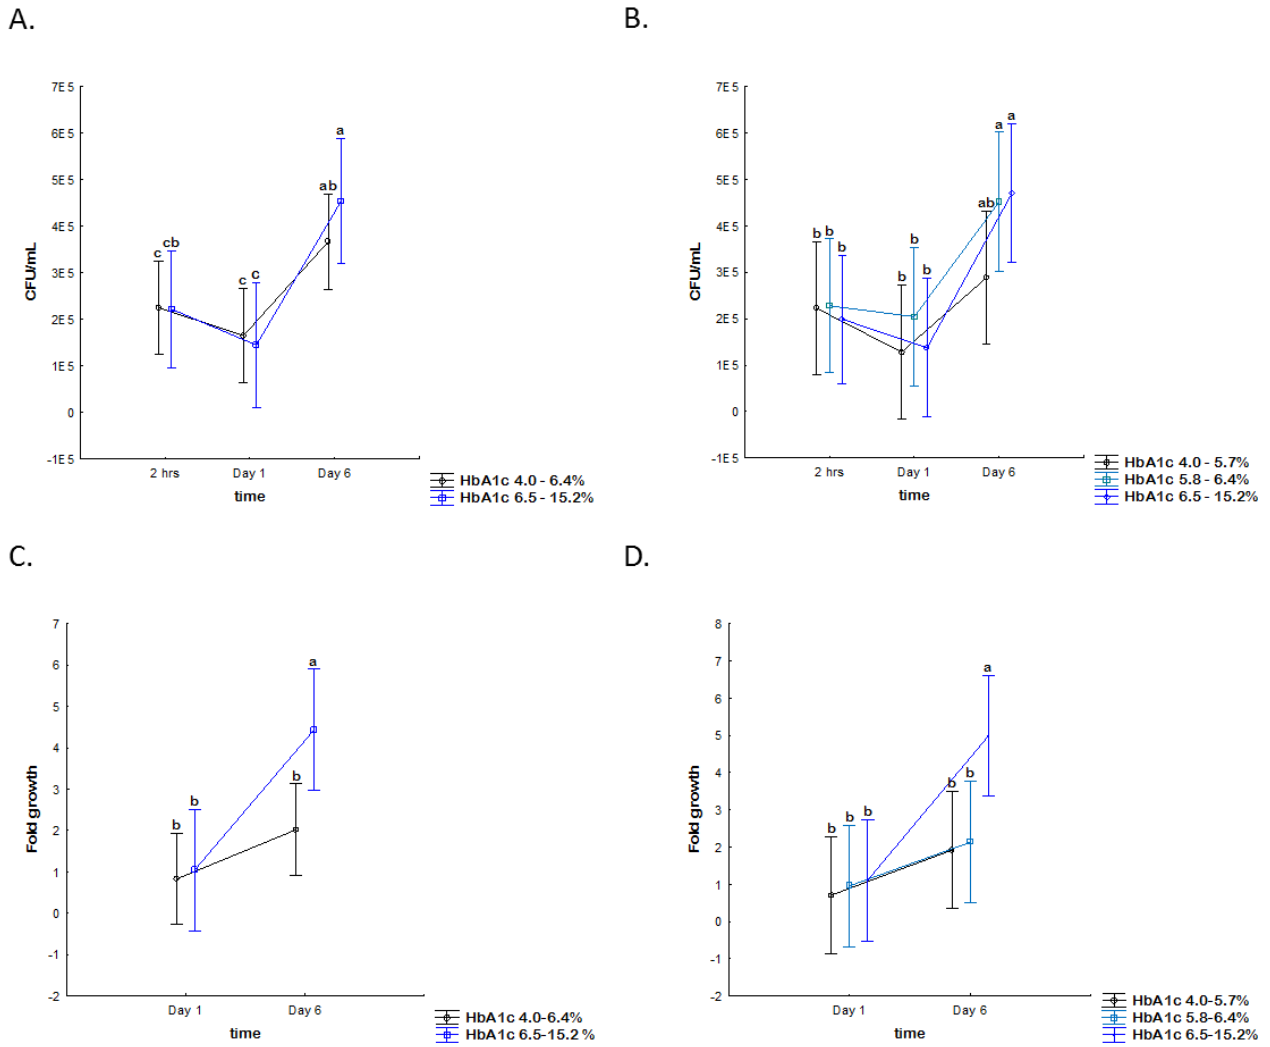 A.
B.
7E5
6E5
5E5
4E5
3E5
2E5
1E5
0
-1E5
CFU/mL
c
cb
c
c
ab
a
2 hrs
Day 1
Day 6
time
HbA1c 4.0 - 6.4%
HbA1c 6.5 - 15.2%
7E5
6E5
5E5
4E5
3E5
2E5
1E5
0
-1E5
CFU/mL
b
b
b
b
b
b
ab
a
a
2 hrs
Day 1
Day 6
time
HbA1c 4.0 - 5.7%
HbA1c 5.8 - 6.4%
HbA1c 6.5 - 15.2%
C.
D.
7
6
5
4
3
2
1
0
-1
-2
Fold growth
b
b
b
a
Day 1
Day 6
time
HbA1c 4.0-6.4%
HbA1c 6.5-15.2%
8
7
6
5
4
3
2
1
0
-1
-2
Fold growth
b
b
b
b
b
a
Day 1
Day 6
time
HbA1c 4.0-5.7%
HbA1c 5.8-6.4%
HbA1c 6.5-15.2%